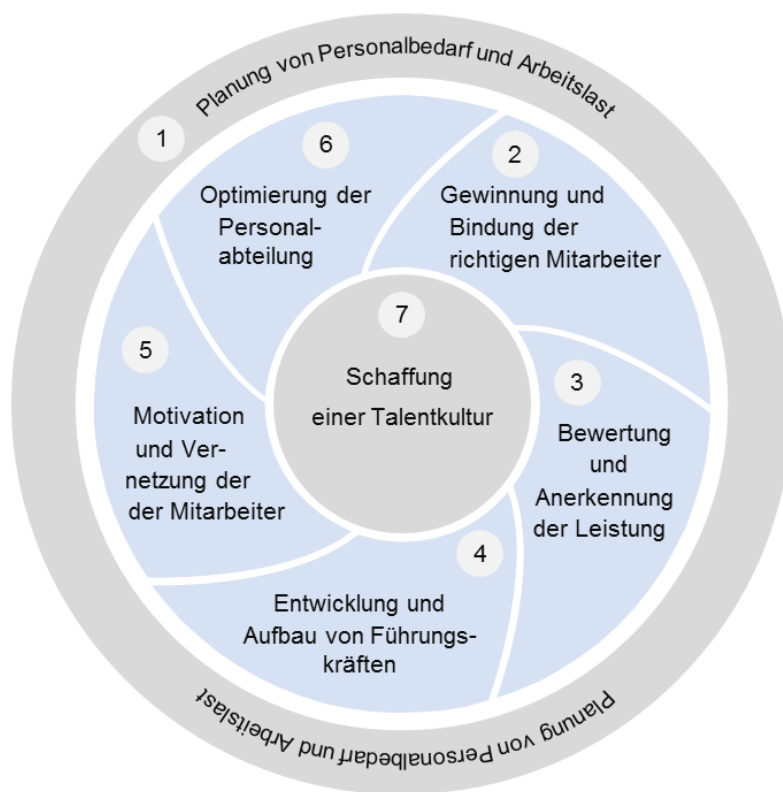 Planung von Personalbedarf und Arbeitslast
1
6
Optimierung der
Personal-
abteilung
2
Gewinnung und
Bindung der
richtigen Mitarbeiter
7
Schaffung
einer Talentkultur
3
Bewertung
und
Anerkennung
der Leistung
5
Motivation
und Ver-
netzung der
der Mitarbeiter
4
Entwicklung und
Aufbau von Führungs-
kräften
Planung von Personalbedarf und Arbeitslast